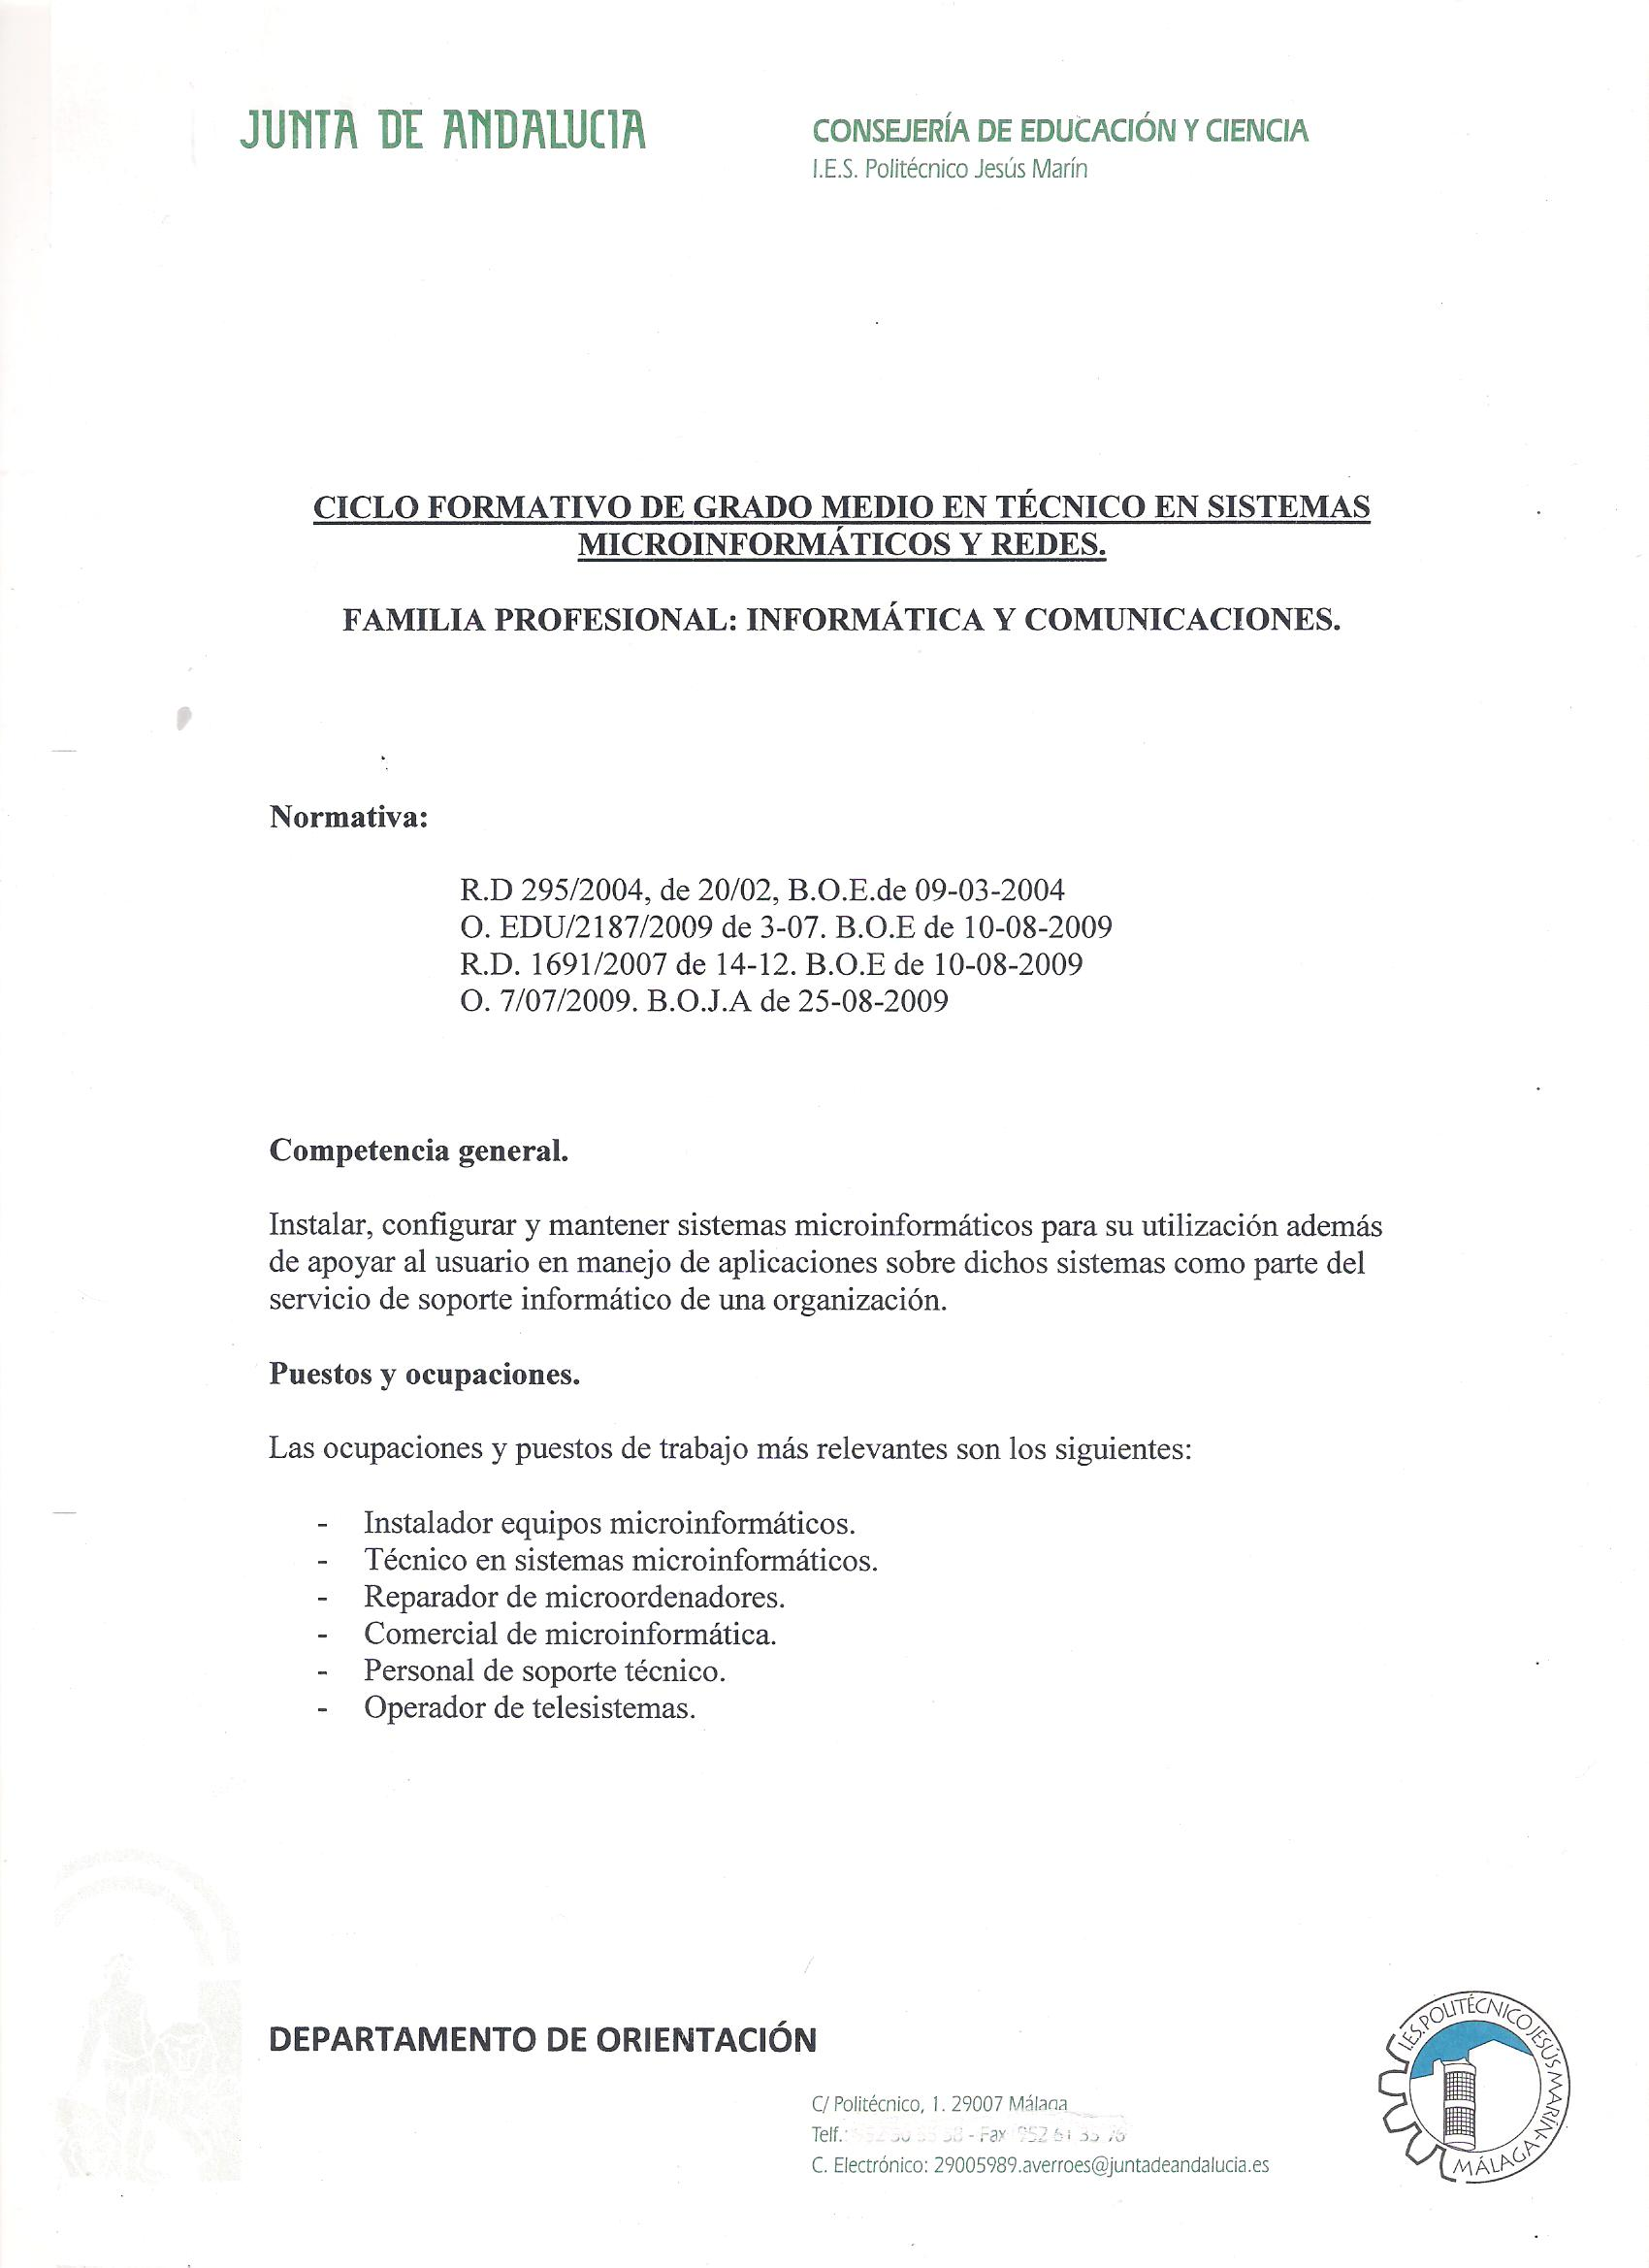 JUNTA DE ANDALUCIA
CONSEJERÍA DE EDUCACIÓN Y CIENCIA
I.E.S. Politécnico Jesús Marín
CICLO FORMATIVO DE GRADO MEDIO EN TÉCNICO EN SISTEMAS
MICROINFORMÁTICOS Y REDES.
FAMILIA PROFESIONAL: INFORMÁTICA Y COMUNICACIONES.
Normativa:
R.D 295/2004, de 20/02, B.O.E.de 09-03-2004
O. EDU/2187/2009 de 3-07. B.O.E de 10-08-2009
R.D. 1691/2007 de 14-12. B.O.E de 10-08-2009
O. 7/07/2009. B.O.J.A de 25-08-2009
Competencia general.
Instalar, configurar y mantener sistemas microinformáticos para su utilización además
de apoyar al usuario en manejo de aplicaciones sobre dichos sistemas como parte del
servicio de soporte informático de una organización.
Puestos y ocupaciones.
Las ocupaciones y puestos de trabajo más relevantes son los siguientes:
- Instalador equipos microinformáticos.
- Técnico en sistemas microinformáticos.
- Reparador de microordenadores.
- Comercial de microinformática.
- Personal de soporte técnico.
- Operador de telesistemas.
DEPARTAMENTO DE ORIENTACIÓN
C/ Politécnico, 1. 29007 Málaga
Telf.: - Fax
C. Electrónico: 29005989.averroes@juntadeandalucia.es
I.E.S. POLITÉCNICO JESÚS MARÍN-MÁLAGA